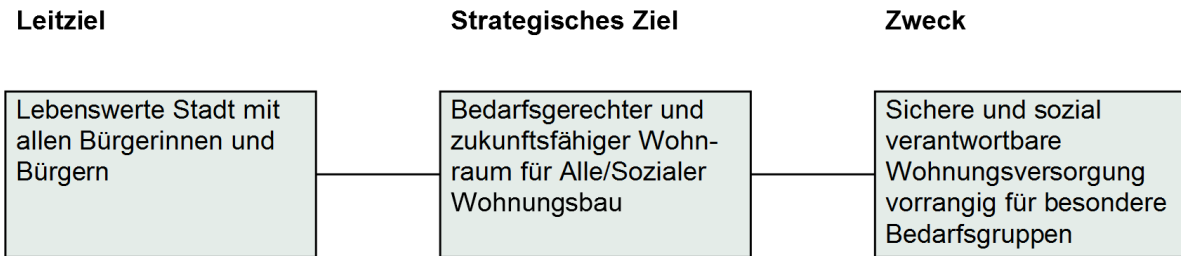 Leitziel
Strategisches Ziel
Zweck
Lebenswerte Stadt mit
allen Bürgerinnen und
Bürgern
Bedarfsgerechter und
zukunftsfähiger Wohn-
raum für Alle/Sozialer
Wohnungsbau
Sichere und sozial
verantwortbare
Wohnungsversorgung
vorrangig für besondere
Bedarfsgruppen